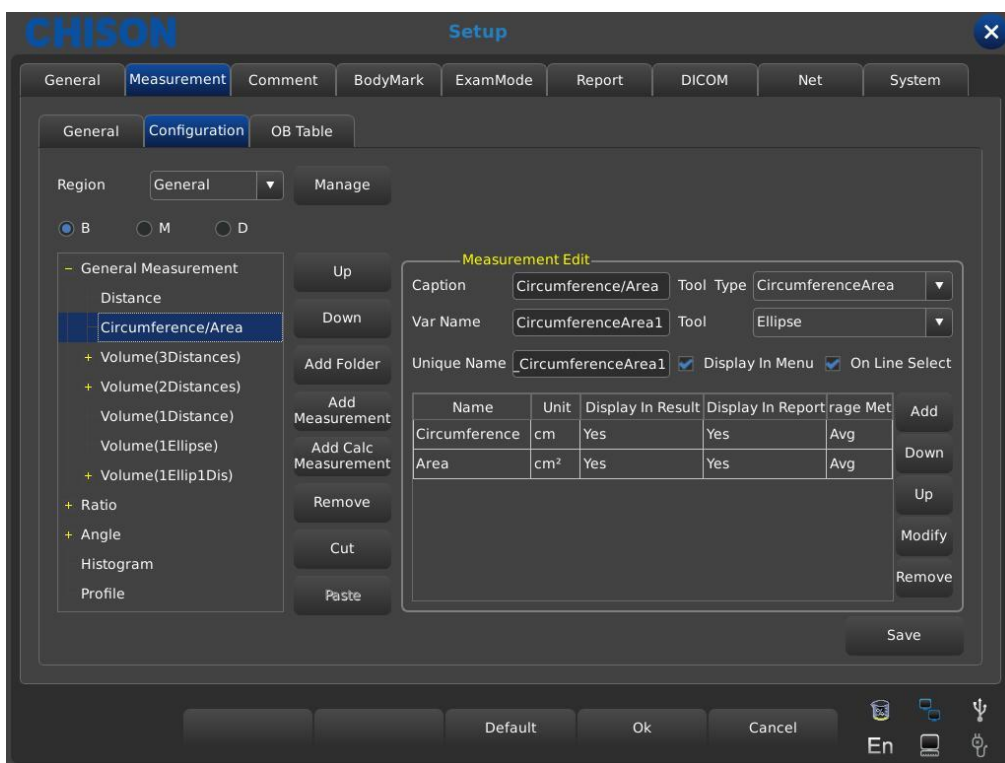 CHISON
Setup
General Measurement Comment BodyMark ExamMode Report DICOM Net System
General Configuration OB Table
Region General Manage
B M D
− General Measurement
Distance
Circumference/Area
+ Volume(3Distances)
+ Volume(2Distances)
Volume(1Distance)
Volume(1Ellipse)
+ Volume(1Ellip1Dis)
+ Ratio
+ Angle
Histogram
Profile
Up
Down
Add Folder
Add
Measurement
Add Calc
Measurement
Remove
Cut
Paste
Measurement Edit
Caption Circumference/Area Tool Type CircumferenceArea
Var Name CircumferenceArea1 Tool Ellipse
Unique Name _CircumferenceArea1 Display In Menu On Line Select
Name Unit Display In Result Display In Report rage Met
Circumference cm Yes Yes Avg
Area cm² Yes Yes Avg
Add
Down
Up
Modify
Remove
Save
Default Ok Cancel
En